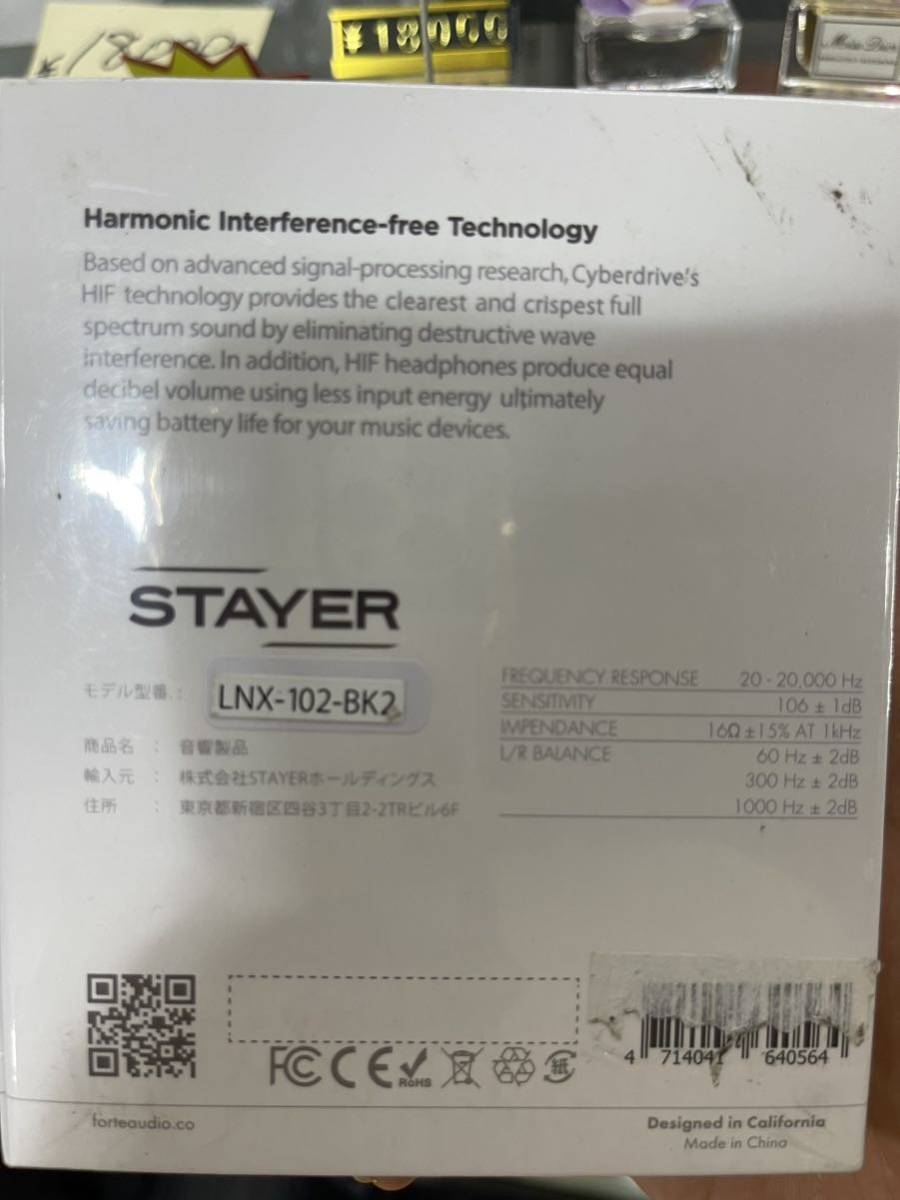 ¥18000
¥18000
Miss Dior
Harmonic Interference-free Technology
Based on advanced signal-processing research, Cyberdrive's
HIF technology provides the clearest and crispest full
spectrum sound by eliminating destructive wave
interference. In addition, HIF headphones produce equal
decibel volume using less input energy ultimately
saving battery life for your music devices.
STAYER
モデル型番.: LNX-102-BK2
商品名 : 音響製品
輸入元 : 株式会社STAYERホールディングス
住所 : 東京都新宿区四谷3丁目2-2TRビル6F
FREQUENCY RESPONSE 20 - 20,000 Hz
SENSITIVITY 106 ± 1dB
IMPENDANCE 16Ω ±15% AT 1kHz
L/R BALANCE 60 Hz ± 2dB
300 Hz ± 2dB
1000 Hz ± 2dB
FC CE RoHS 紙
4 714041 640564
forteaudio.co
Designed in California
Made in China